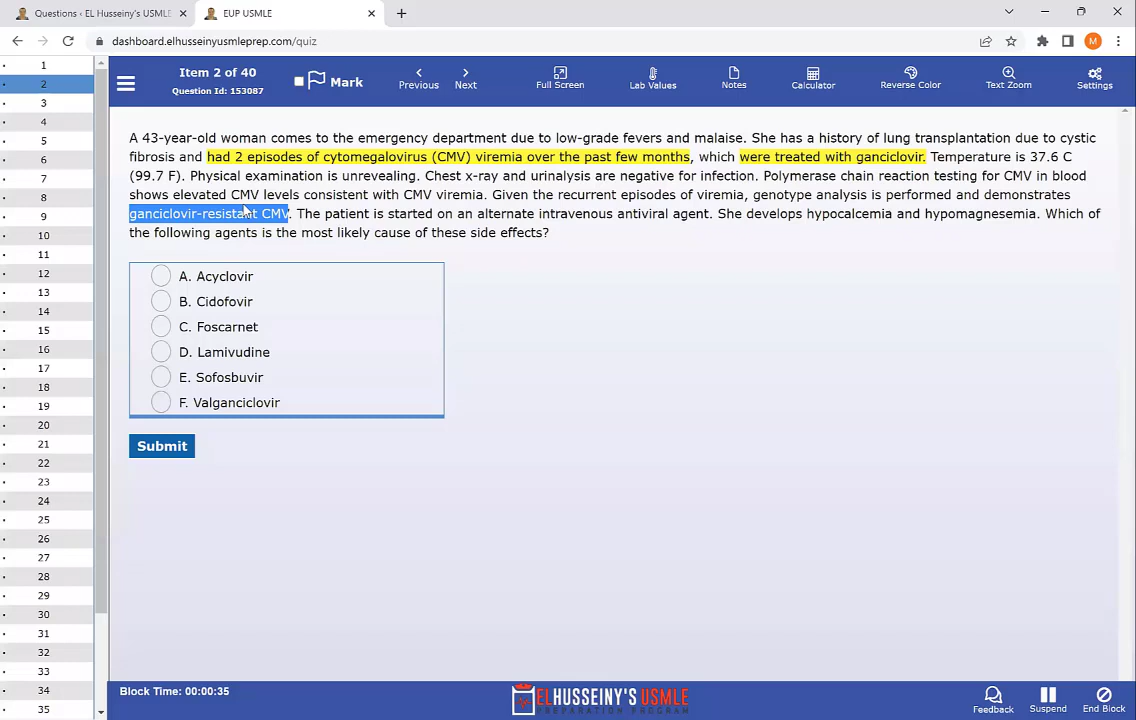 Questions ‹ EL Husseiny's USMLE
EUP USMLE
dashboard.elhusseinyusmleprep.com/quiz
M
1
2
3
4
5
6
7
8
9
10
11
12
13
14
15
16
17
18
19
20
21
22
23
24
25
26
27
28
29
30
31
32
33
34
35
Item 2 of 40
Question Id: 153087
Mark
Previous
Next
Full Screen
Lab Values
Notes
Calculator
Reverse Color
Text Zoom
Settings
A 43-year-old woman comes to the emergency department due to low-grade fevers and malaise. She has a history of lung transplantation due to cystic
fibrosis and had 2 episodes of cytomegalovirus (CMV) viremia over the past few months, which were treated with ganciclovir. Temperature is 37.6 C
(99.7 F). Physical examination is unrevealing. Chest x-ray and urinalysis are negative for infection. Polymerase chain reaction testing for CMV in blood
shows elevated CMV levels consistent with CMV viremia. Given the recurrent episodes of viremia, genotype analysis is performed and demonstrates
ganciclovir-resistant CMV. The patient is started on an alternate intravenous antiviral agent. She develops hypocalcemia and hypomagnesemia. Which of
the following agents is the most likely cause of these side effects?
A. Acyclovir
B. Cidofovir
C. Foscarnet
D. Lamivudine
E. Sofosbuvir
F. Valganciclovir
Submit
Block Time: 00:00:35
ELHUSSEINY'S USMLE
PREPARATION PROGRAM
Feedback
Suspend
End Block